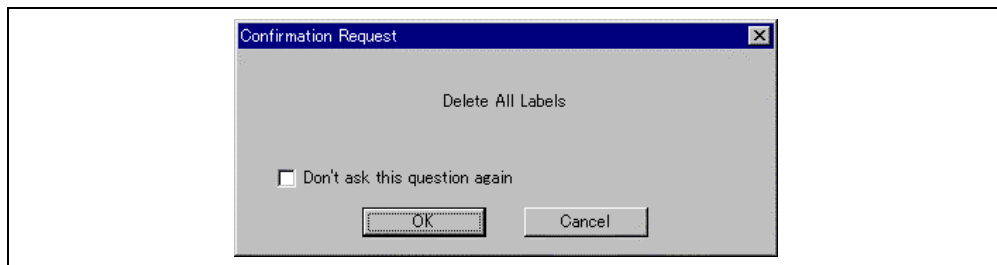 Confirmation Request
Delete All Labels
Don't ask this question again
OK Cancel